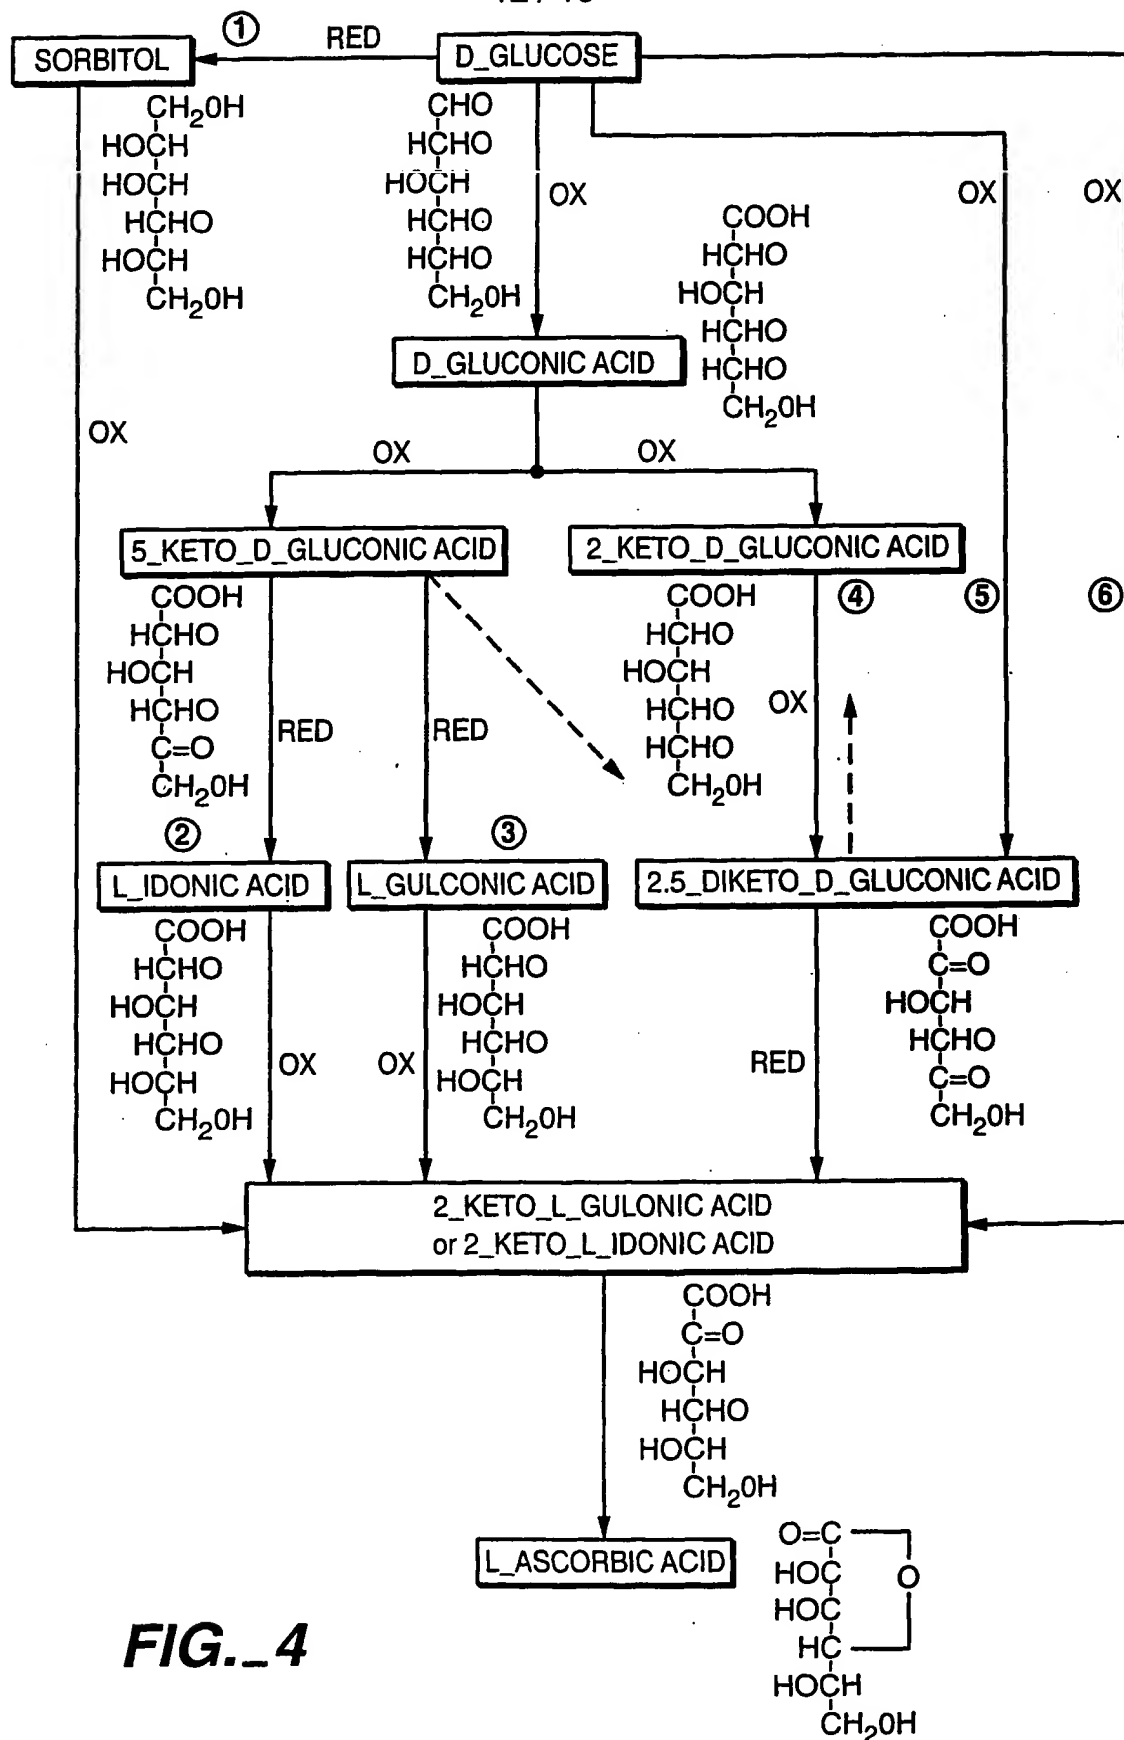 ①
RED
SORBITOL
D_GLUCOSE
CH2OH
HOCH
HOCH
HCHO
HOCH
CH2OH
CHO
HCHO
HOCH
HCHO
HCHO
CH2OH
OX
OX
OX
COOH
HCHO
HOCH
HCHO
HCHO
CH2OH
D_GLUCONIC ACID
OX
OX
OX
5_KETO_D_GLUCONIC ACID
2_KETO_D_GLUCONIC ACID
COOH
HCHO
HOCH
HCHO
C=O
CH2OH
RED
RED
COOH
HCHO
HOCH
HCHO
HCHO
CH2OH
OX
④
⑤
⑥
②
③
L_IDONIC ACID
L_GULCONIC ACID
2.5_DIKETO_D_GLUCONIC ACID
COOH
HCHO
HOCH
HCHO
HOCH
CH2OH
OX
OX
COOH
HCHO
HOCH
HCHO
HOCH
CH2OH
RED
COOH
C=O
HOCH
HCHO
C=O
CH2OH
2_KETO_L_GULONIC ACID
or 2_KETO_L_IDONIC ACID
COOH
C=O
HOCH
HCHO
HOCH
CH2OH
L_ASCORBIC ACID
O=C
HOC
O
HOC
HC
HOCH
CH2OH
FIG._4